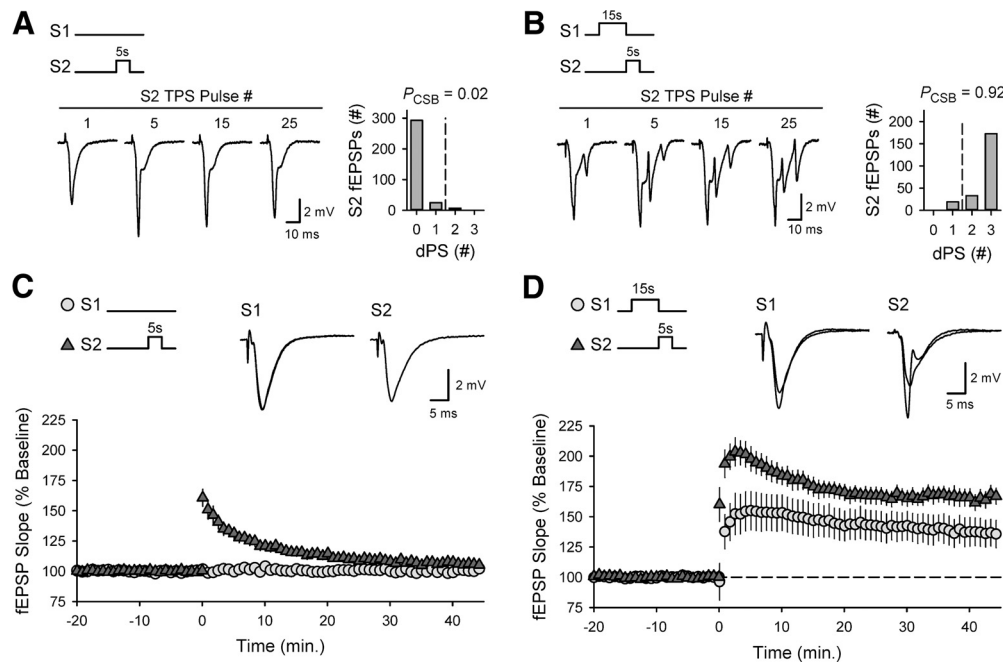 A
S1
5s
S2
S2 TPS Pulse #
1 5 15 25
2 mV
10 ms
P_CSB = 0.02
S2 fEPSPs (#)
300
200
100
0
0 1 2 3
dPS (#)
B
15s
S1
5s
S2
S2 TPS Pulse #
1 5 15 25
2 mV
10 ms
P_CSB = 0.92
S2 fEPSPs (#)
200
150
100
50
0
0 1 2 3
dPS (#)
C
S1
5s
S2
S1 S2
2 mV
5 ms
fEPSP Slope (% Baseline)
225
200
175
150
125
100
75
-20 -10 0 10 20 30 40
Time (min.)
D
15s
S1
5s
S2
S1 S2
2 mV
5 ms
fEPSP Slope (% Baseline)
225
200
175
150
125
100
75
-20 -10 0 10 20 30 40
Time (min.)